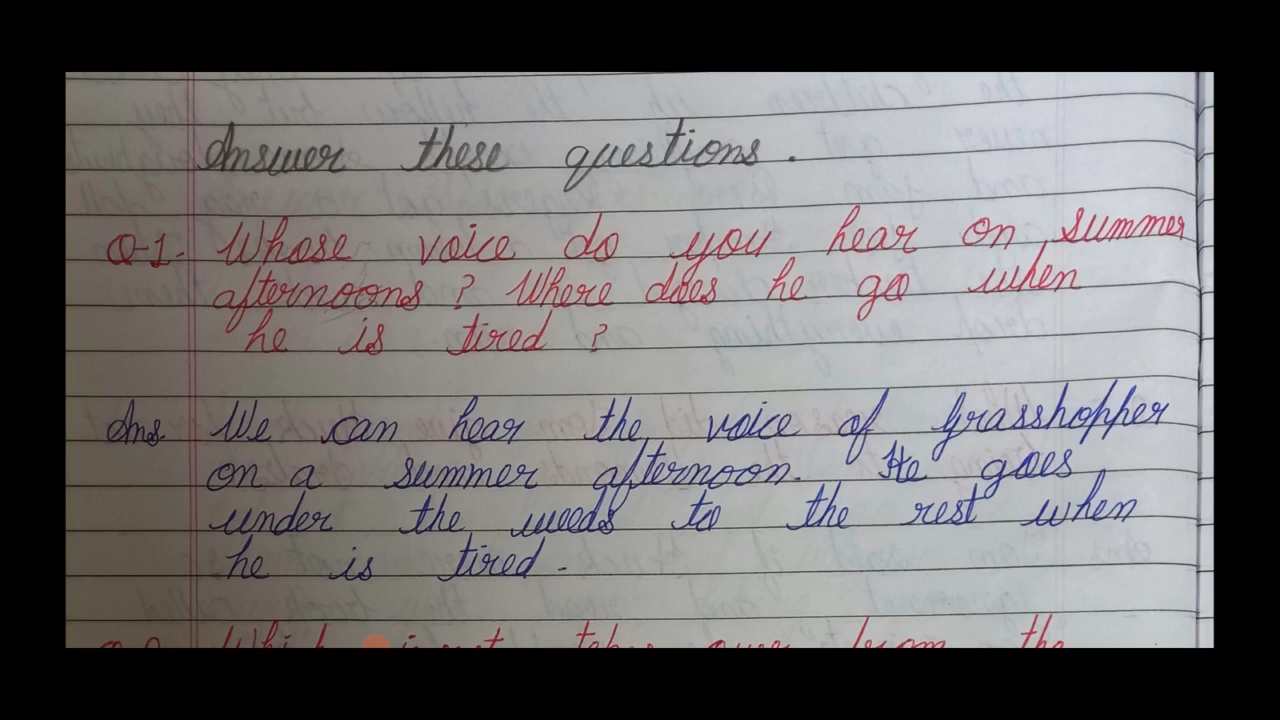 Answer these questions.
Q-1. Whose voice do you hear on summer
afternoons ? Where does he go when
he is tired ?
Ans. We can hear the voice of Grasshopper
on a summer afternoon. He goes
under the weeds to the rest when
he is tired.
the